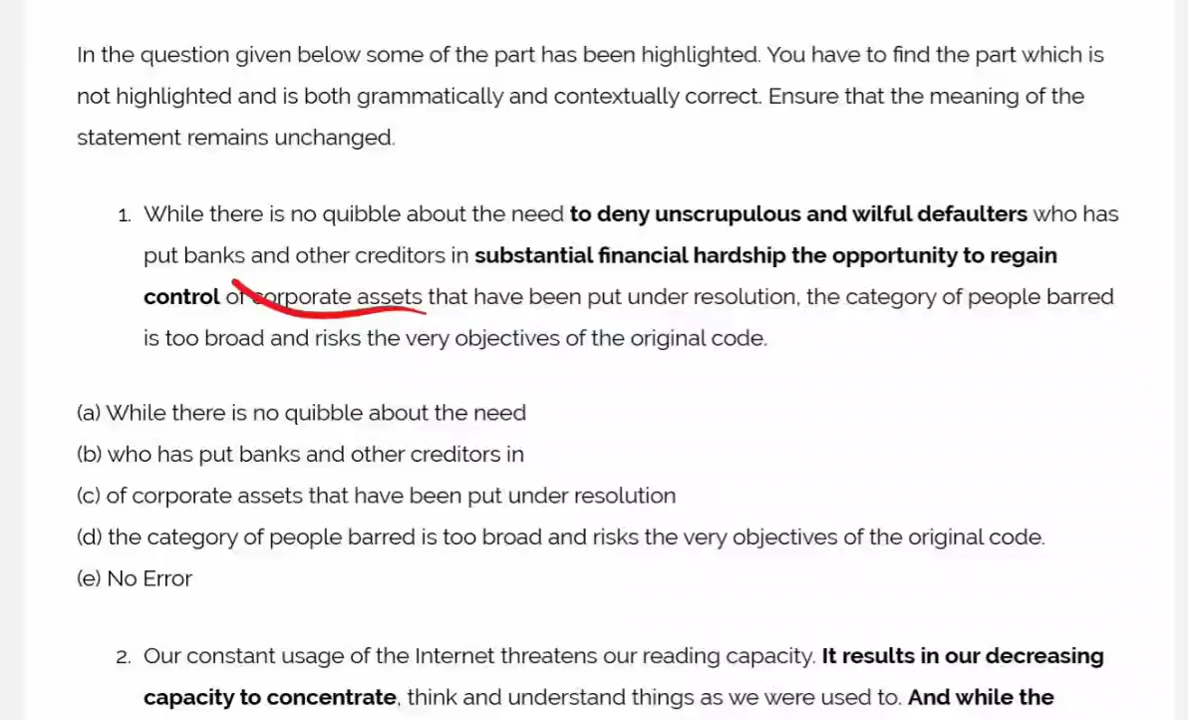 In the question given below some of the part has been highlighted. You have to find the part which is
not highlighted and is both grammatically and contextually correct. Ensure that the meaning of the
statement remains unchanged.
1. While there is no quibble about the need to deny unscrupulous and wilful defaulters who has
put banks and other creditors in substantial financial hardship the opportunity to regain
control of corporate assets that have been put under resolution, the category of people barred
is too broad and risks the very objectives of the original code.
(a) While there is no quibble about the need
(b) who has put banks and other creditors in
(c) of corporate assets that have been put under resolution
(d) the category of people barred is too broad and risks the very objectives of the original code.
(e) No Error
2. Our constant usage of the Internet threatens our reading capacity. It results in our decreasing
capacity to concentrate, think and understand things as we were used to. And while the